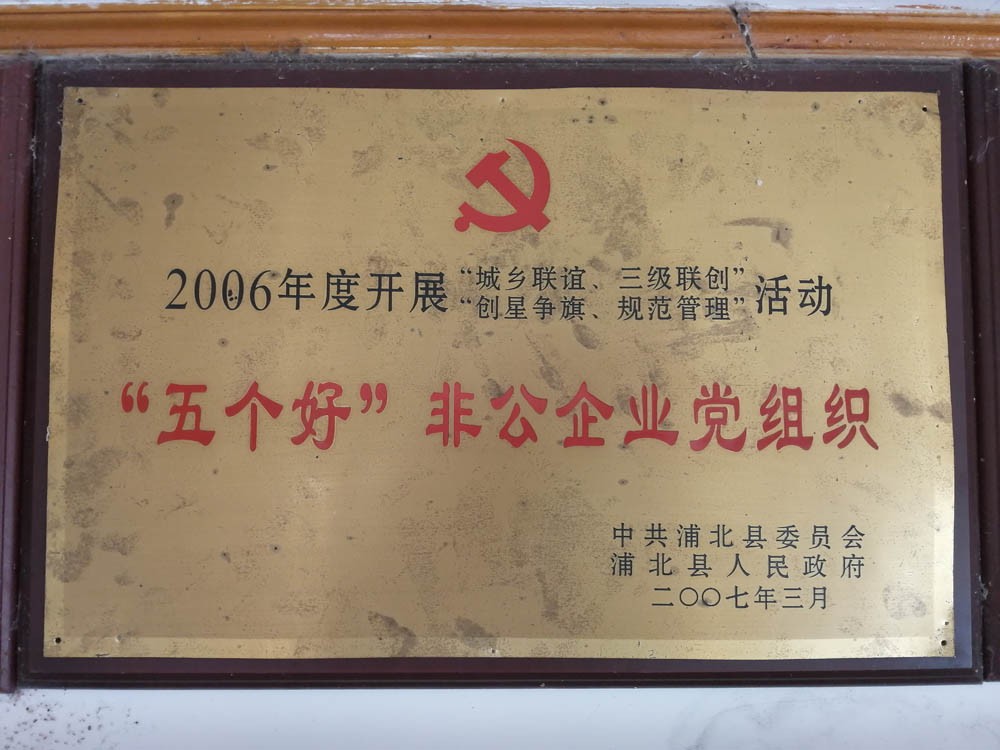 2006年度开展“城乡联谊、三级联创”活动
“创星争旗、规范管理”
“五个好”非公企业党组织
中共浦北县委员会
浦北县人民政府
二〇〇七年三月